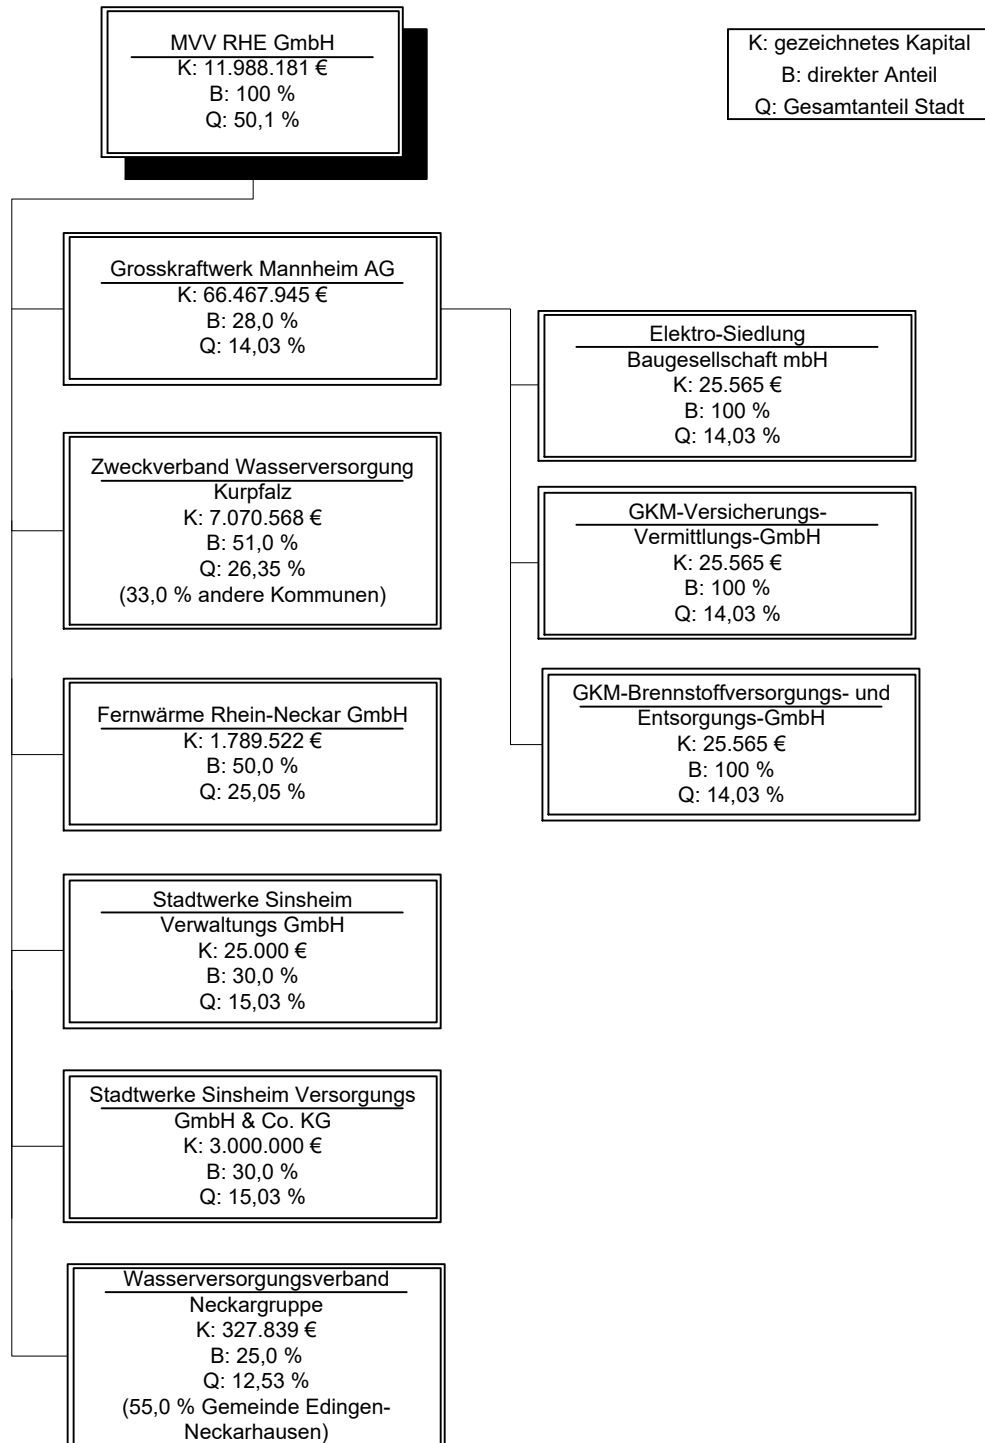 MVV RHE GmbH
K: 11.988.181 €
B: 100 %
Q: 50,1 %
K: gezeichnetes Kapital
B: direkter Anteil
Q: Gesamtanteil Stadt
Grosskraftwerk Mannheim AG
K: 66.467.945 €
B: 28,0 %
Q: 14,03 %
Zweckverband Wasserversorgung
Kurpfalz
K: 7.070.568 €
B: 51,0 %
Q: 26,35 %
(33,0 % andere Kommunen)
Fernwärme Rhein-Neckar GmbH
K: 1.789.522 €
B: 50,0 %
Q: 25,05 %
Stadtwerke Sinsheim
Verwaltungs GmbH
K: 25.000 €
B: 30,0 %
Q: 15,03 %
Stadtwerke Sinsheim Versorgungs
GmbH & Co. KG
K: 3.000.000 €
B: 30,0 %
Q: 15,03 %
Wasserversorgungsverband
Neckargruppe
K: 327.839 €
B: 25,0 %
Q: 12,53 %
(55,0 % Gemeinde Edingen-
Neckarhausen)
Elektro-Siedlung
Baugesellschaft mbH
K: 25.565 €
B: 100 %
Q: 14,03 %
GKM-Versicherungs-
Vermittlungs-GmbH
K: 25.565 €
B: 100 %
Q: 14,03 %
GKM-Brennstoffversorgungs- und
Entsorgungs-GmbH
K: 25.565 €
B: 100 %
Q: 14,03 %